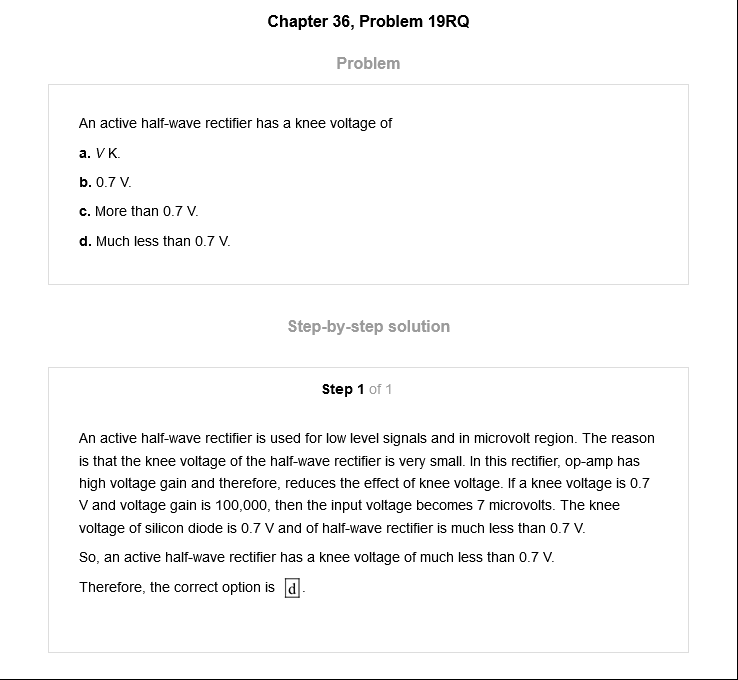 Chapter 36, Problem 19RQ
Problem
An active half-wave rectifier has a knee voltage of
a. V K.
b. 0.7 V.
c. More than 0.7 V.
d. Much less than 0.7 V.
Step-by-step solution
Step 1 of 1
An active half-wave rectifier is used for low level signals and in microvolt region. The reason
is that the knee voltage of the half-wave rectifier is very small. In this rectifier, op-amp has
high voltage gain and therefore, reduces the effect of knee voltage. If a knee voltage is 0.7
V and voltage gain is 100,000, then the input voltage becomes 7 microvolts. The knee
voltage of silicon diode is 0.7 V and of half-wave rectifier is much less than 0.7 V.
So, an active half-wave rectifier has a knee voltage of much less than 0.7 V.
Therefore, the correct option is d.